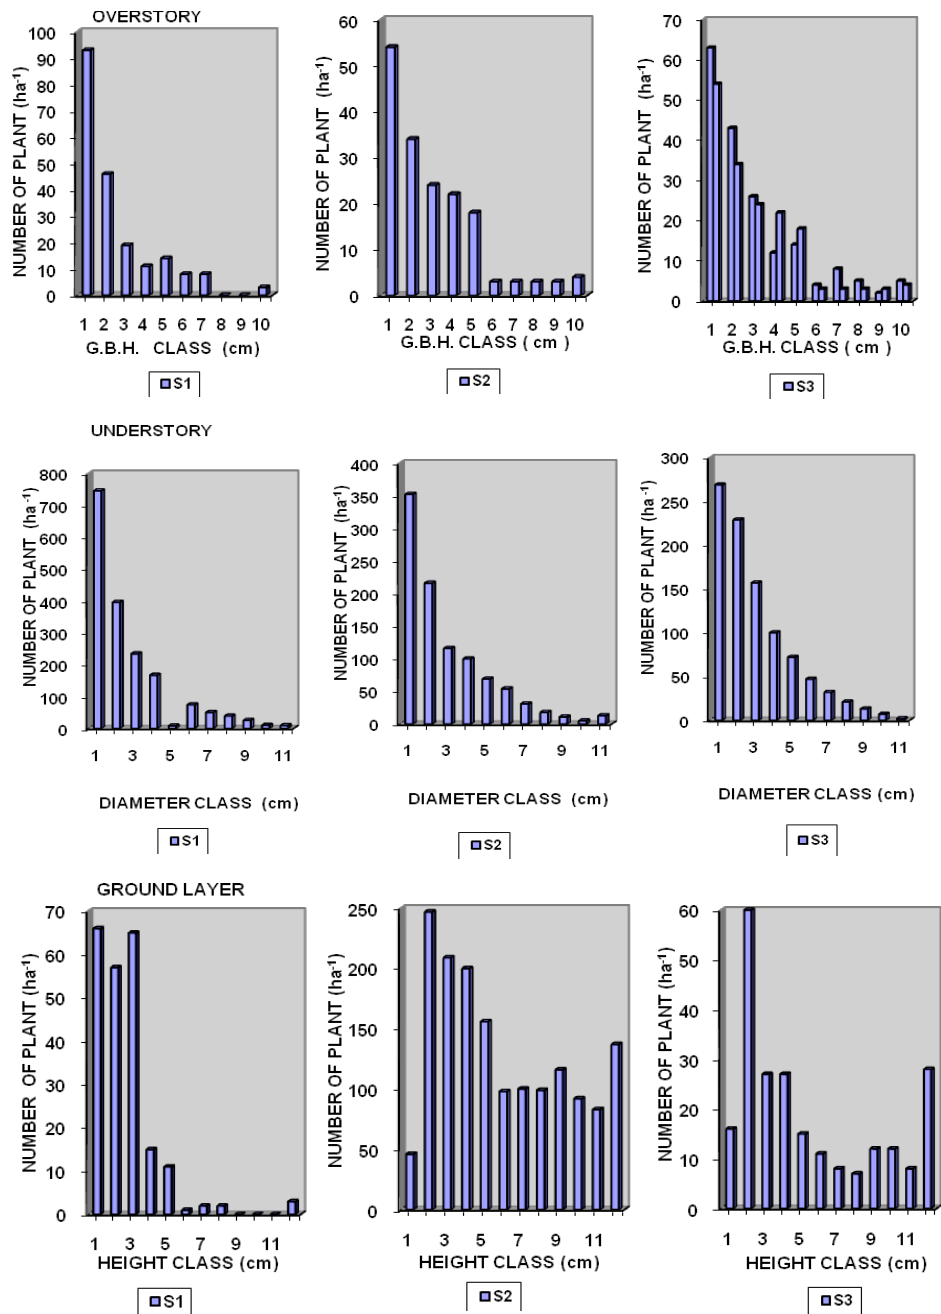 OVERSTORY
NUMBER OF PLANT (ha-1)
100
90
80
70
60
50
40
30
20
10
0
1 2 3 4 5 6 7 8 9 10
G.B.H. CLASS (cm)
S1
NUMBER OF PLANT (ha-1)
60
50
40
30
20
10
0
1 2 3 4 5 6 7 8 9 10
G.B.H. CLASS ( cm )
S2
NUMBER OF PLANT (ha-1)
70
60
50
40
30
20
10
0
1 2 3 4 5 6 7 8 9 10
G.B.H. CLASS ( cm )
S3
UNDERSTORY
NUMBER OF PLANT (ha-1)
800
700
600
500
400
300
200
100
0
1 3 5 7 9 11
DIAMETER CLASS (cm)
S1
NUMBER OF PLANT (ha-1)
400
350
300
250
200
150
100
50
0
1 3 5 7 9 11
DIAMETER CLASS (cm)
S2
NUMBER OF PLANT (ha-1)
300
250
200
150
100
50
0
1 3 5 7 9 11
DIAMETER CLASS (cm)
S3
GROUND LAYER
NUMBER OF PLANT (ha-1)
70
60
50
40
30
20
10
0
1 3 5 7 9 11
HEIGHT CLASS (cm)
S1
NUMBER OF PLANT (ha-1)
250
200
150
100
50
0
1 3 5 7 9 11
HEIGHT CLASS (cm)
S2
NUMBER OF PLANT (ha-1)
60
50
40
30
20
10
0
1 3 5 7 9 11
HEIGHT CLASS (cm)
S3